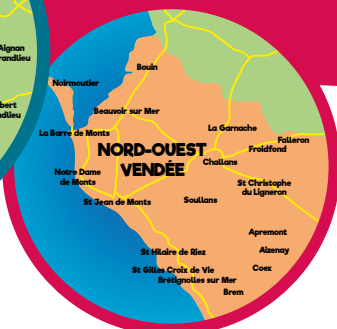 Aignan
randlieu
bert
dlieu
Bouin
Noirmoutier
Beauvoir sur Mer
La Barre de Monts
La Garnache
Falleron
Froidfond
NORD-OUEST
VENDÉE
Challans
Notre Dame
de Monts
St Christophe
du Ligneron
St Jean de Monts
Soullans
Apremont
St Hilaire de Riez
Aizenay
St Gilles Croix de Vie
Coex
Brétignolles sur Mer
Brem